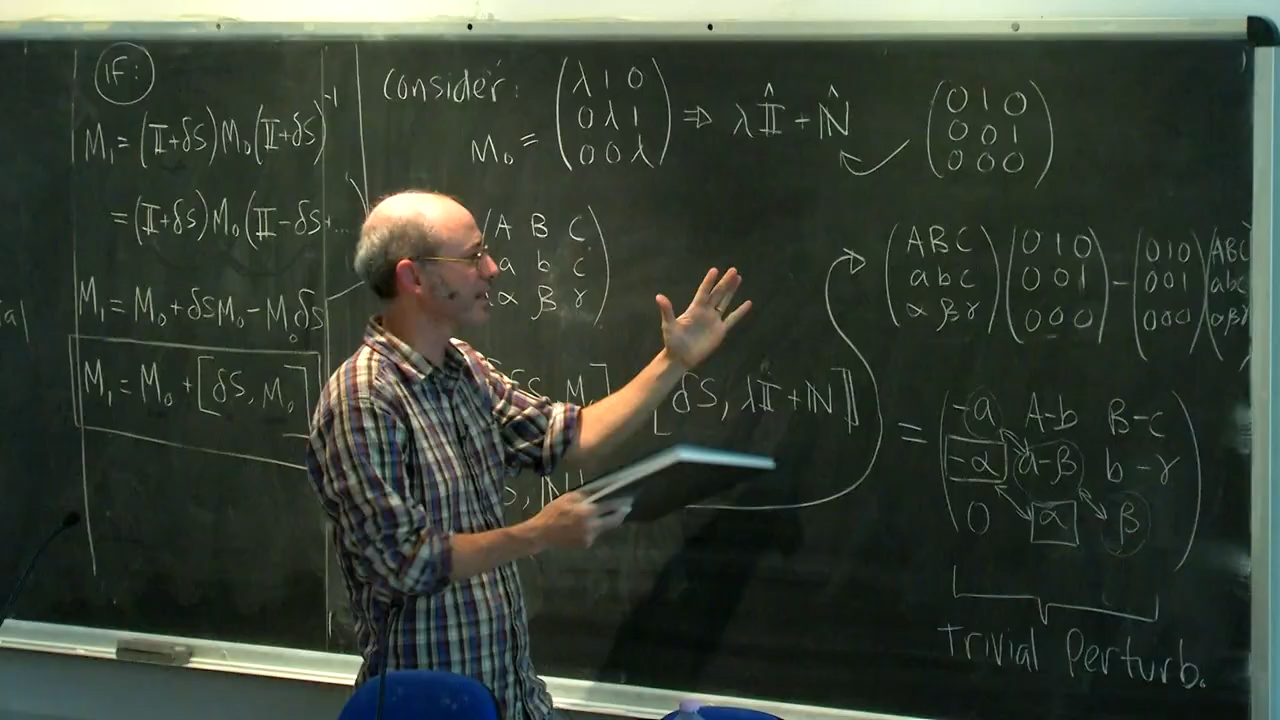 IF:
M₁ = (𝕀+δS)M₀(𝕀+δS)⁻¹
= (𝕀+δS)M₀(𝕀-δS+...
M₁ = M₀ + δSM₀ - M₀δS
M₁ = M₀ + [δS, M₀]
Consider:
M₀ = (λ 1 0
0 λ 1
0 0 λ) ⇒ λ𝕀̂ + ℕ̂
(0 1 0
0 0 1
0 0 0)
(A B C
a b c
α β γ)
M₀] [δS, λ𝕀 + ℕ]
S, ℕ
(A B C
a b c
α β γ) (0 1 0
0 0 1
0 0 0) - (0 1 0
0 0 1
0 0 0) (A B C
a b c
α β γ)
= (-a A-b B-c
-α a-β b-γ
0 α β)
Trivial Perturb.